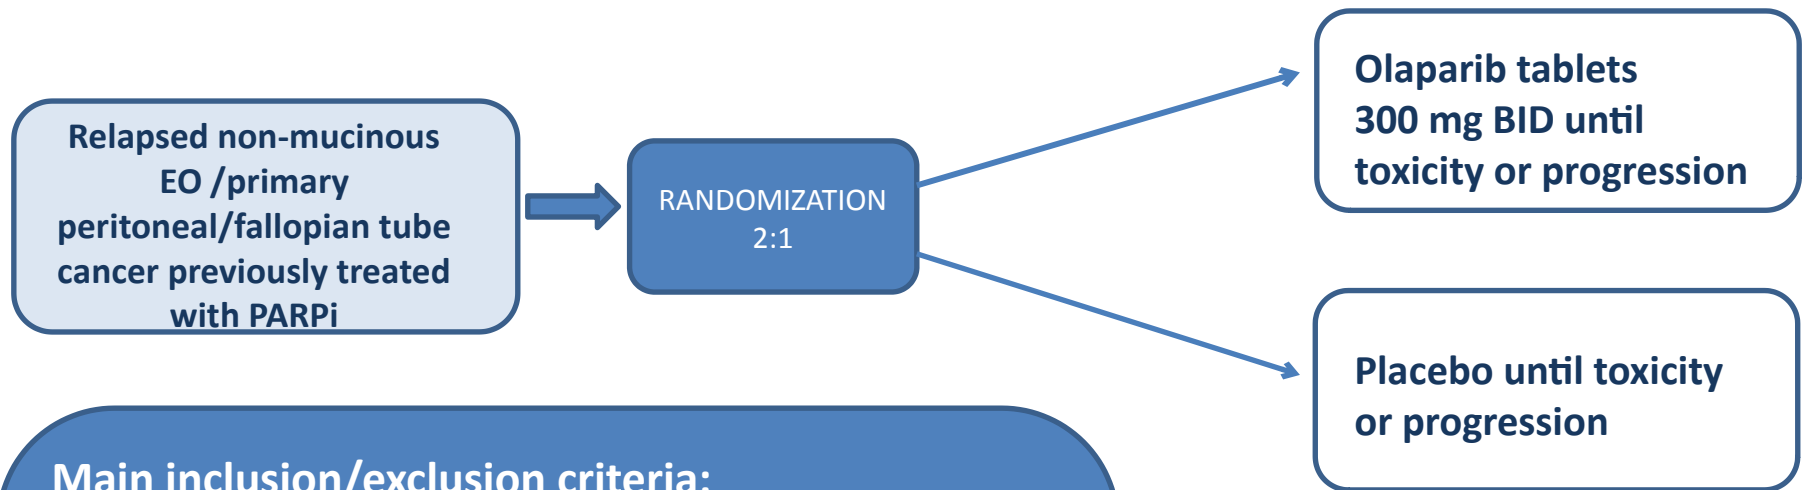 Relapsed non-mucinous
EO /primary
peritoneal/fallopian tube
cancer previously treated
with PARPi
RANDOMIZATION
2:1
Olaparib tablets
300 mg BID until
toxicity or progression
Placebo until toxicity
or progression
Main inclusion/exclusion criteria: